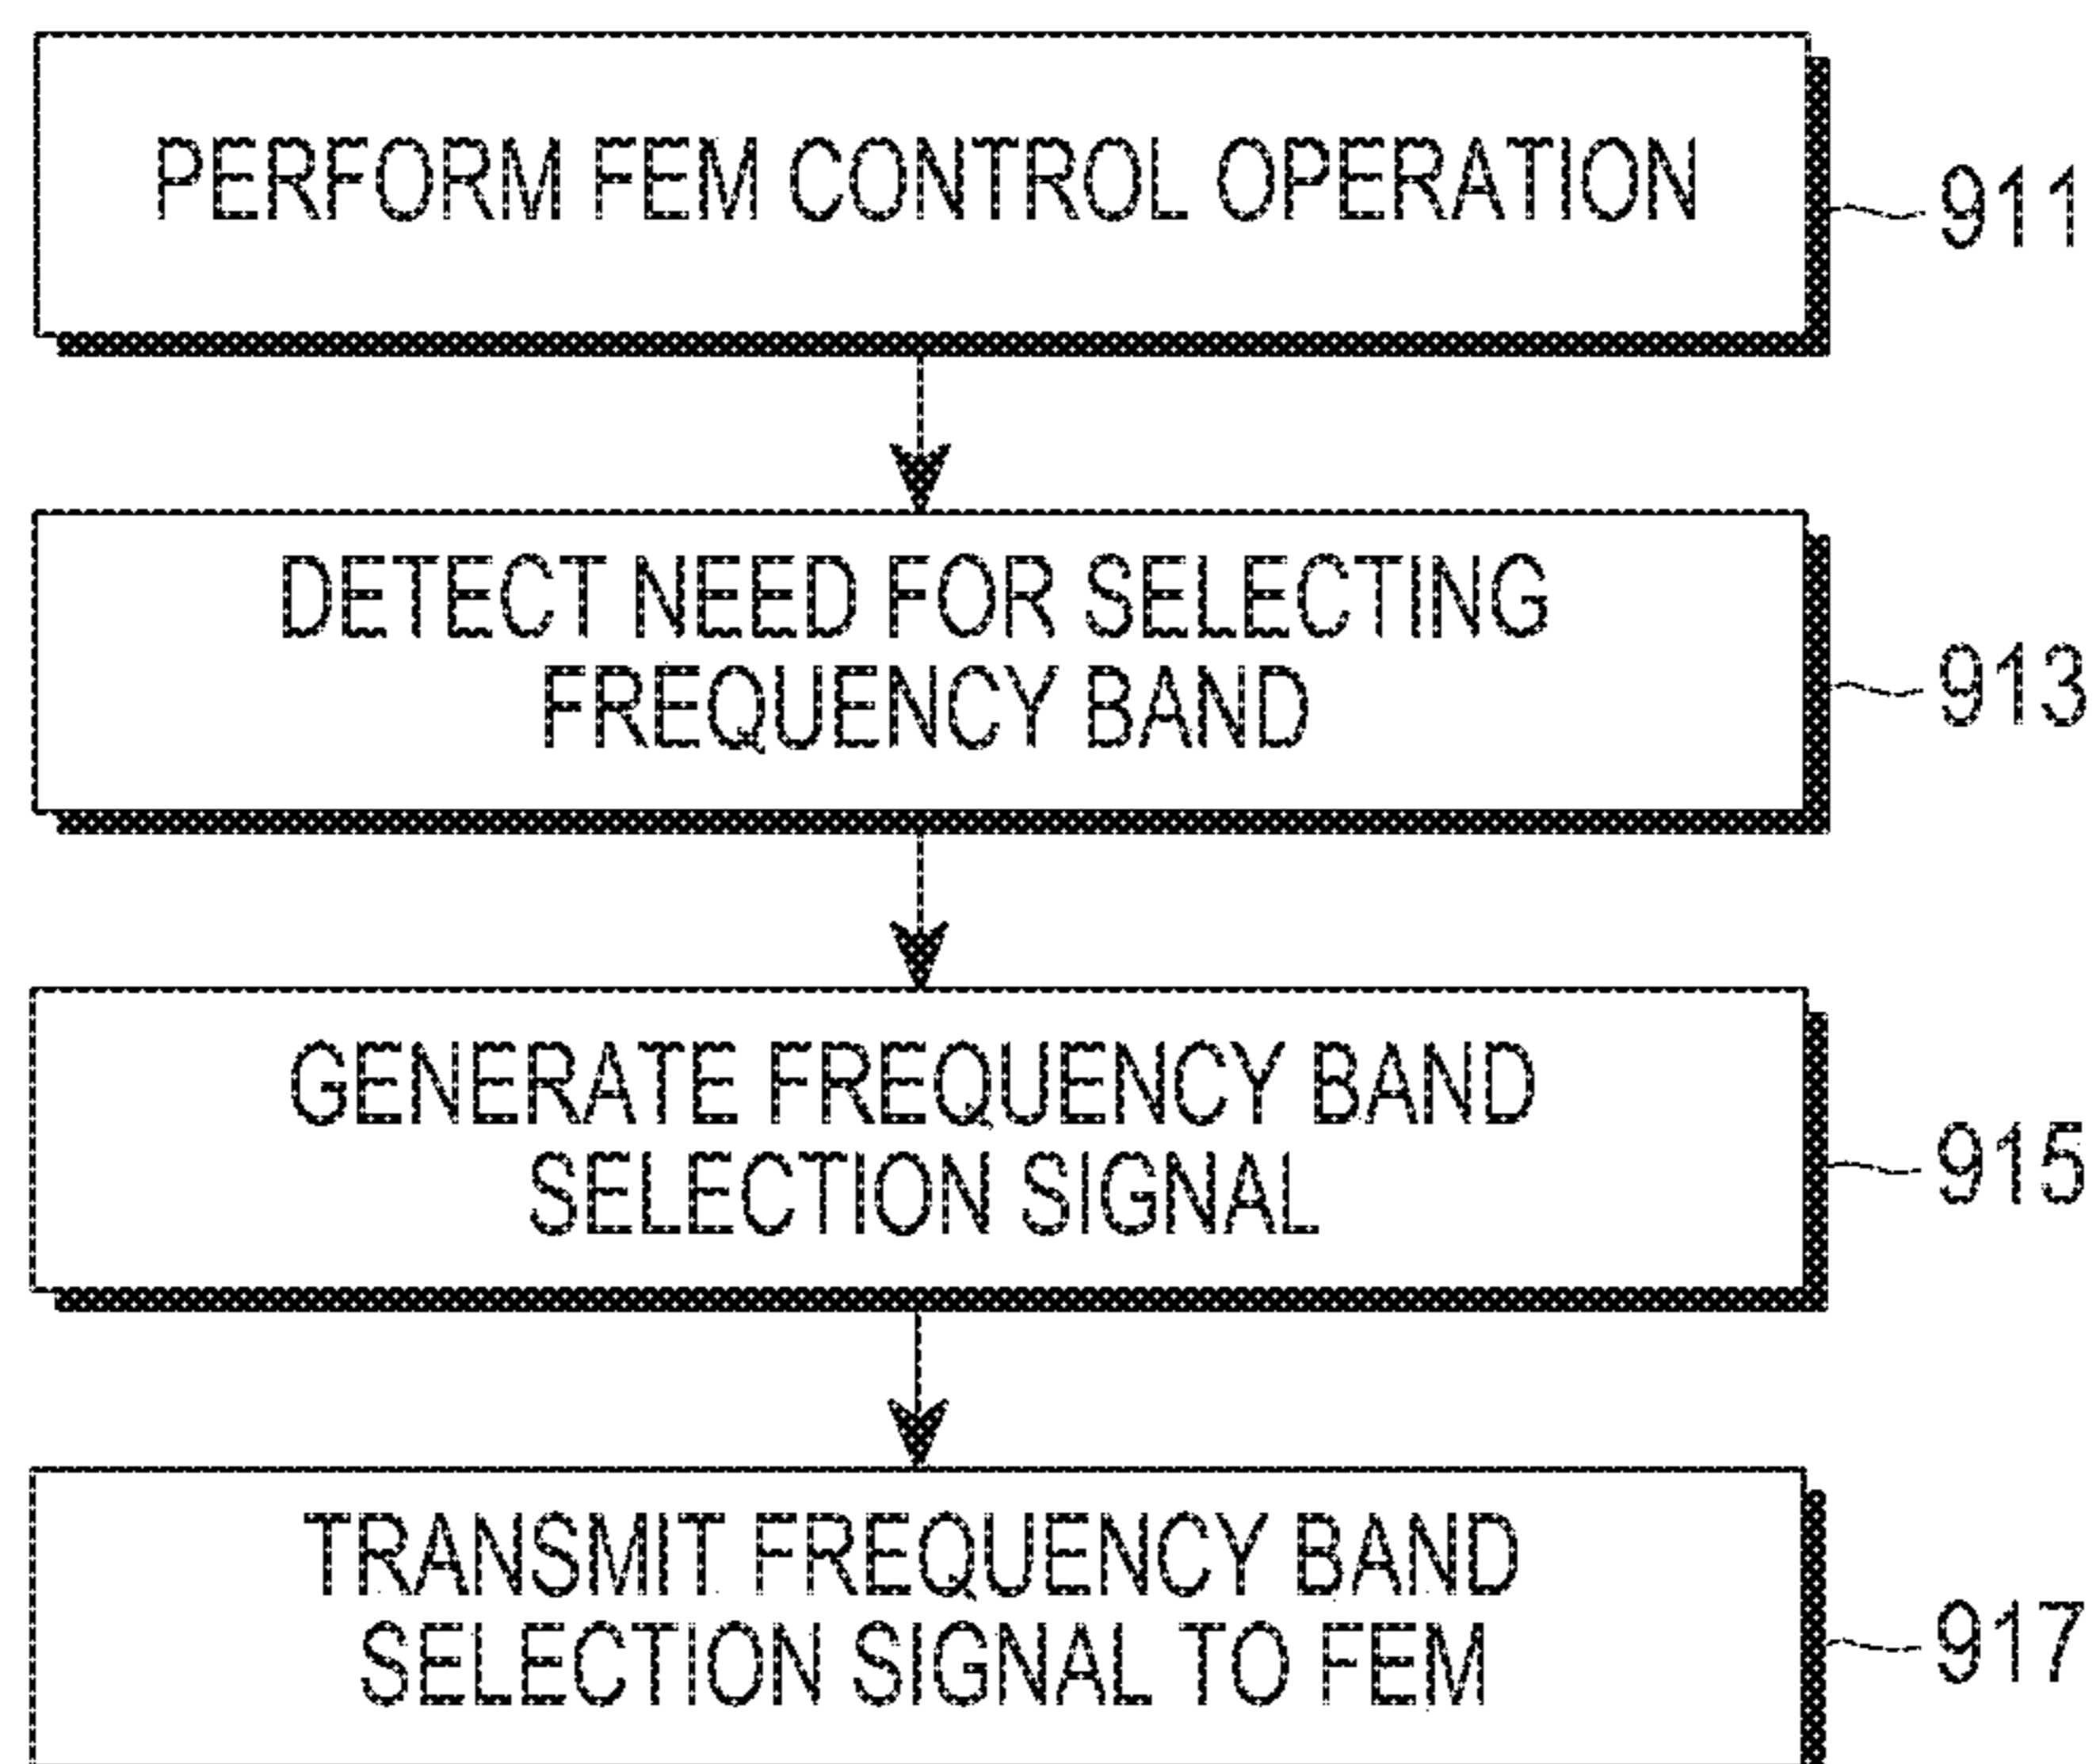 PERFORM FEM CONTROL OPERATION
911
DETECT NEED FOR SELECTING
FREQUENCY BAND
913
GENERATE FREQUENCY BAND
SELECTION SIGNAL
915
TRANSMIT FREQUENCY BAND
SELECTION SIGNAL TO FEM
917